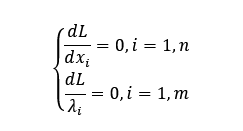 dL/dx_i = 0, i = 1, n
dL/λ_i = 0, i = 1, m